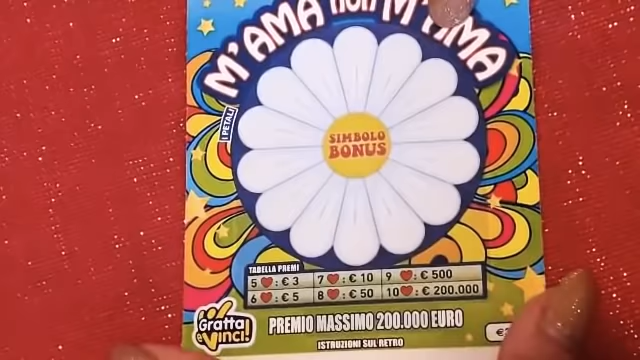 M'AMA non M'AMA
I PETALI
SIMBOLO
BONUS
TABELLA PREMI
5 ❤: € 3 7 ❤: € 10 9 ❤: € 500
6 ❤: € 5 8 ❤: € 50 10 ❤: € 200.000
Gratta
e Vinci!
PREMIO MASSIMO 200.000 EURO
ISTRUZIONI SUL RETRO